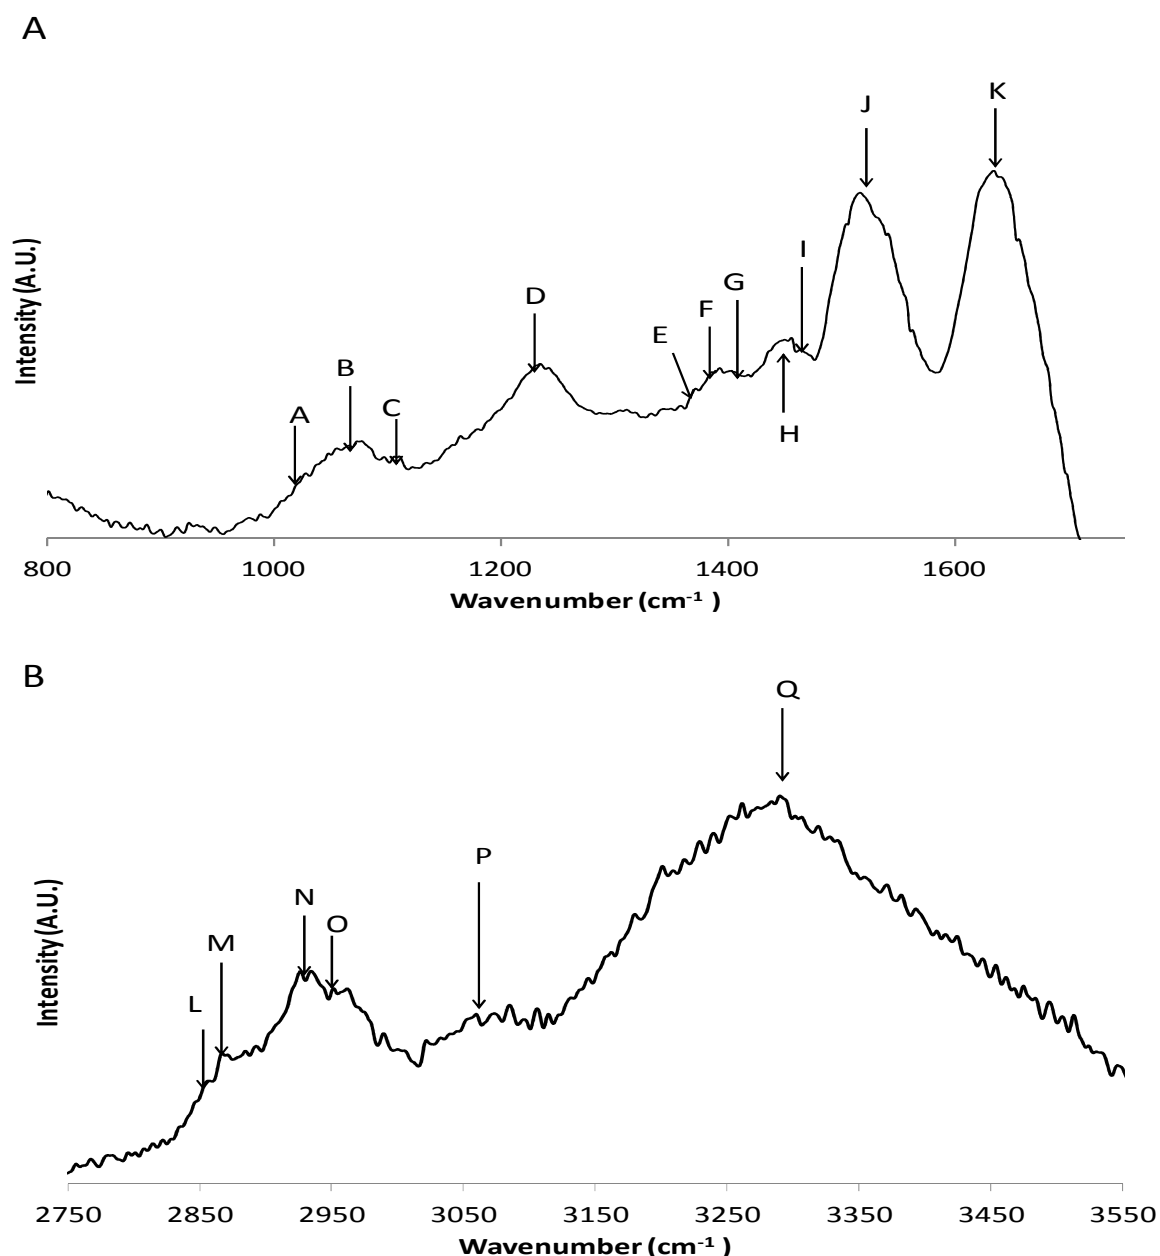 A
K
J
I
G
D
F
E
B
C
A
H
Intensity (A.U.)
800 1000 1200 1400 1600
Wavenumber (cm⁻¹ )
B
Q
P
N
O
M
L
Intensity (A.U.)
2750 2850 2950 3050 3150 3250 3350 3450 3550
Wavenumber (cm⁻¹ )